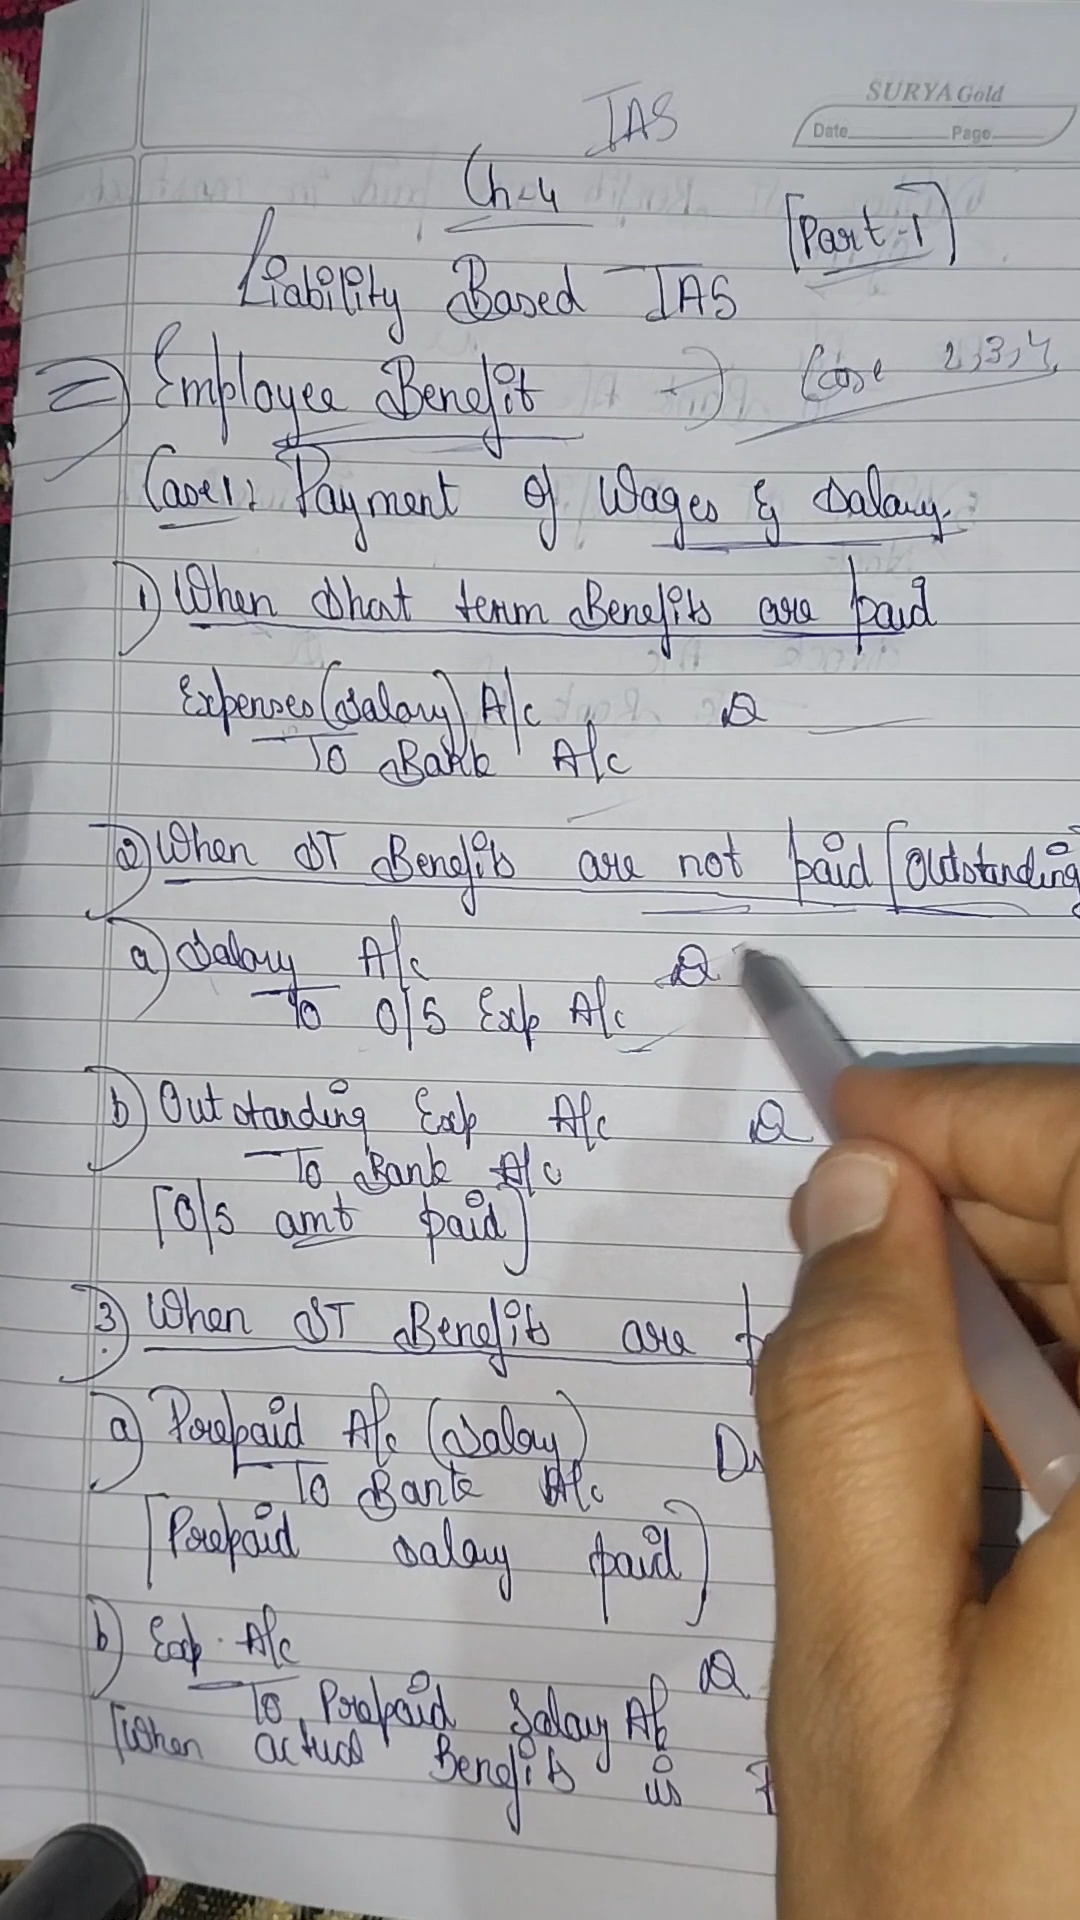 SURYA Gold
Date Page
IAS
Ch-4
[Part-1]
Liability Based IAS
Employee Benefit → Case 2,3,4
Case 1: Payment of Wages & Salary.
1) When Short term Benefits are paid
Expenses (Salary) A/c Dr
To Bank A/c
2) When ST Benefits are not paid [Outstanding
a) Salary A/c Dr
To O/S Exp A/c
b) Outstanding Exp A/c Dr
To Bank A/c
[O/S amt paid]
3) When ST Benefits are
a) Prepaid A/c (Salary) Dr
To Bank A/c
[Prepaid salary paid]
b) Exp. A/c Dr
To Prepaid Salary A/c
[When actual Benefits is